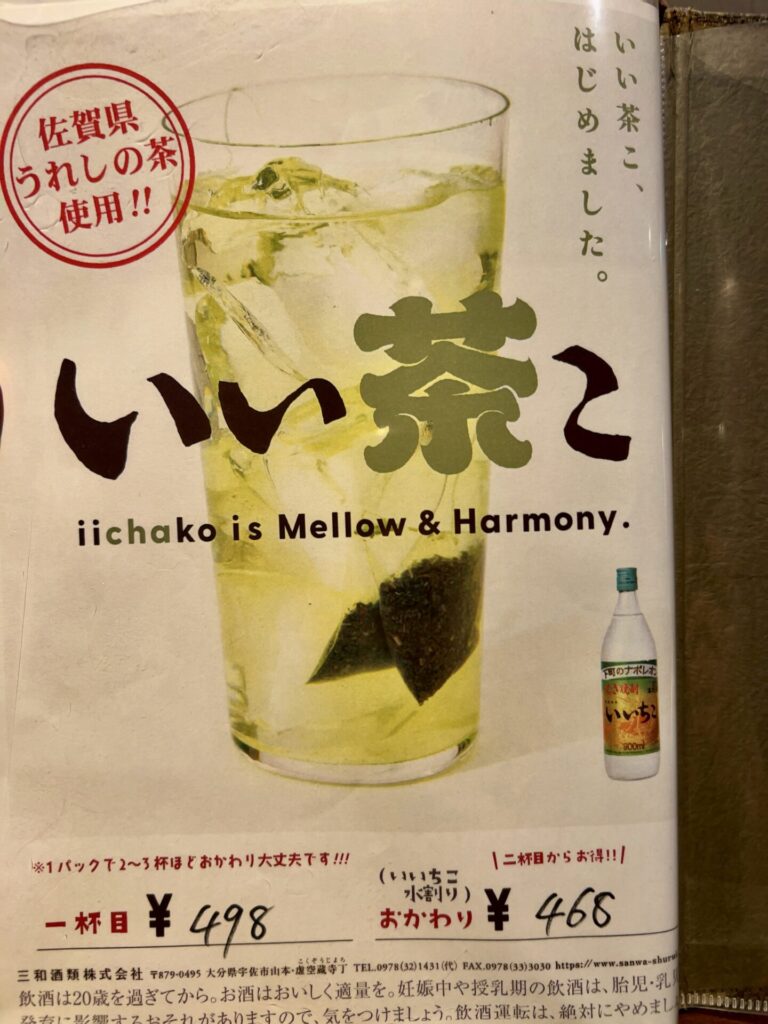 佐賀県
うれしの茶
使用!!
いい茶こ、
はじめました。
いい茶こ
iichako is Mellow & Harmony.
下町のナポレオン
いいちこ
900ml
※1パックで2〜3杯ほどおかわり大丈夫です!!!
一杯目 ¥498
\二杯目からお得!!/
(いいちこ水割り)
おかわり ¥468
三和酒類株式会社 〒879-0495 大分県宇佐市山本・虚空蔵寺丁 TEL.0978(32)1431(代) FAX.0978(33)3030 https://www.sanwa-shuru
こくぞうじよう
飲酒は20歳を過ぎてから。お酒はおいしく適量を。妊娠中や授乳期の飲酒は、胎児・乳
発育に影響するおそれがありますので、気をつけましょう。飲酒運転は、絶対にやめまし